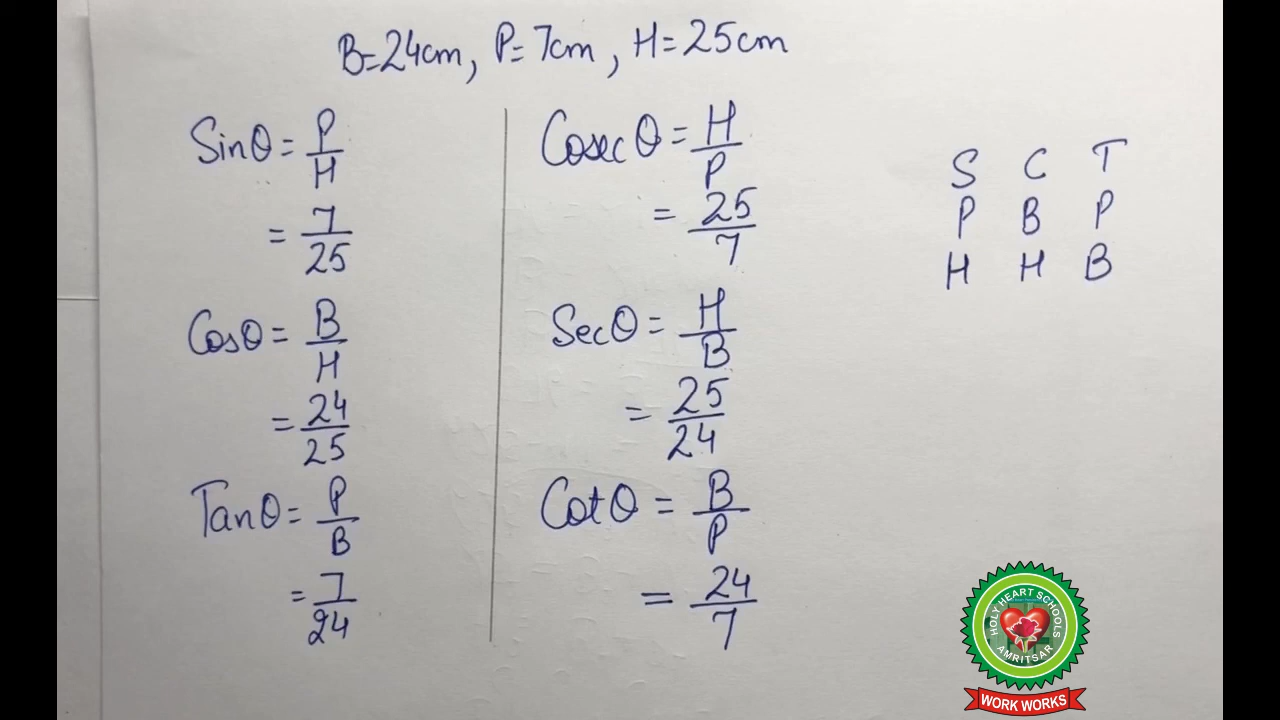 B=24cm, P=7cm, H=25cm
Sinθ = P/H
= 7/25
Cosθ = B/H
= 24/25
Tanθ = P/B
= 7/24
Cosecθ = H/P
= 25/7
Secθ = H/B
= 25/24
Cotθ = B/P
= 24/7
S C T
P B P
H H B
HOLY HEART SCHOOLS
AMRITSAR
WORK WORKS